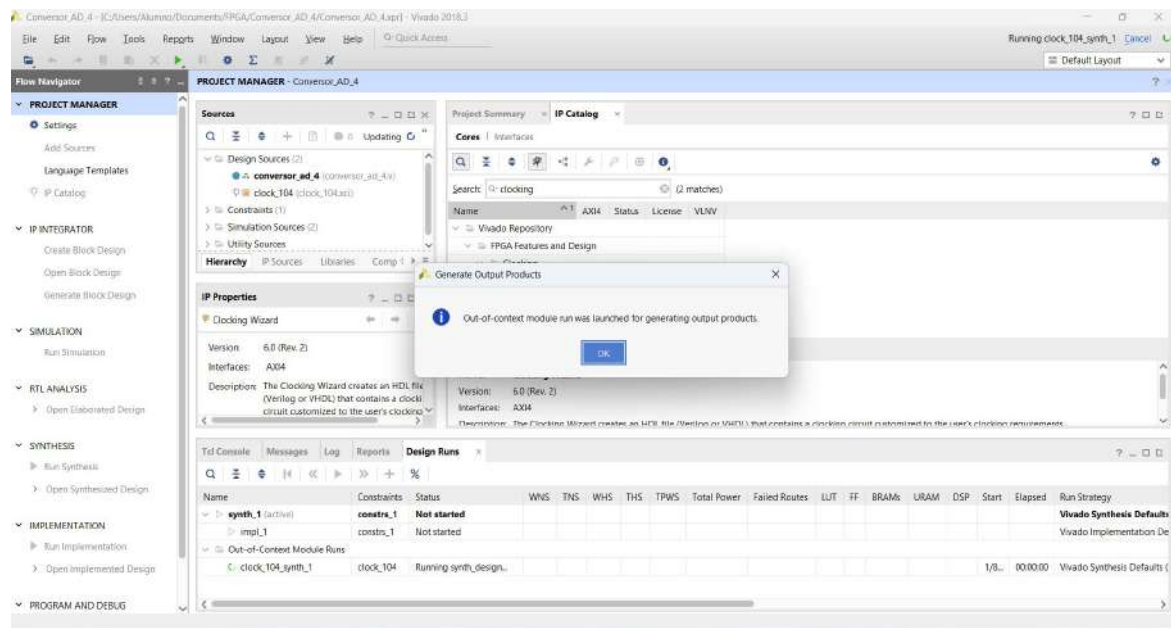 Conversor_AD_4 - [C:/Users/Alumno/Documents/FPGA/Conversor_AD_4/Conversor_AD_4.xpr] - Vivado 2018.3
File Edit Flow Tools Reports Window Layout View Help Quick Access
Running clock_104_synth_1 Cancel
Default Layout
Flow Navigator
PROJECT MANAGER - Conversor_AD_4
PROJECT MANAGER
Settings
Add Sources
Language Templates
IP Catalog
IP INTEGRATOR
Create Block Design
Open Block Design
Generate Block Design
SIMULATION
Run Simulation
RTL ANALYSIS
Open Elaborated Design
SYNTHESIS
Run Synthesis
Open Synthesized Design
IMPLEMENTATION
Run Implementation
Open Implemented Design
PROGRAM AND DEBUG
Sources
Updating
Design Sources (2)
conversor_ad_4 (conversor_ad_4.v)
clock_104 (clock_104.xci)
Constraints (1)
Simulation Sources (2)
Utility Sources
Hierarchy IP Sources Libraries
IP Properties
Clocking Wizard
Version: 6.0 (Rev. 2)
Interfaces: AXI4
Description: The Clocking Wizard creates an HDL file
(Verilog or VHDL) that contains a clocki
circuit customized to the user's clocking
Project Summary IP Catalog
Cores | Interfaces
Search: clocking (2 matches)
Name AXI4 Status License VLNV
Vivado Repository
FPGA Features and Design
Clocking
Generate Output Products
Out-of-context module run was launched for generating output products.
OK
Version: 6.0 (Rev. 2)
Interfaces: AXI4
Description: The Clocking Wizard creates an HDL file (Verilog or VHDL) that contains a clocking circuit customized to the user's clocking requirements
Tcl Console Messages Log Reports Design Runs
Name Constraints Status WNS TNS WHS THS TPWS Total Power Failed Routes LUT FF BRAMs URAM DSP Start Elapsed Run Strategy
synth_1 (active) constrs_1 Not started Vivado Synthesis Defaults
impl_1 constrs_1 Not started Vivado Implementation De
Out-of-Context Module Runs
clock_104_synth_1 clock_104 Running synth_design... 1/8... 00:00:00 Vivado Synthesis Defaults (